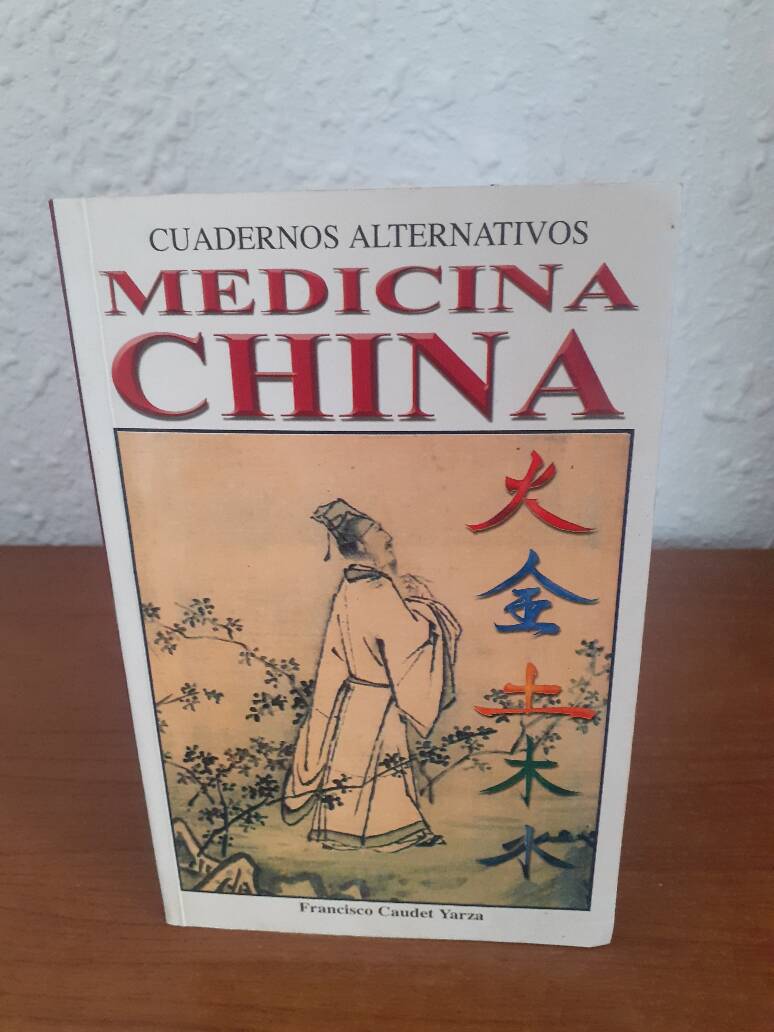 CUADERNOS ALTERNATIVOS
MEDICINA
CHINA
火
金
土
木
水
Francisco Caudet Yarza